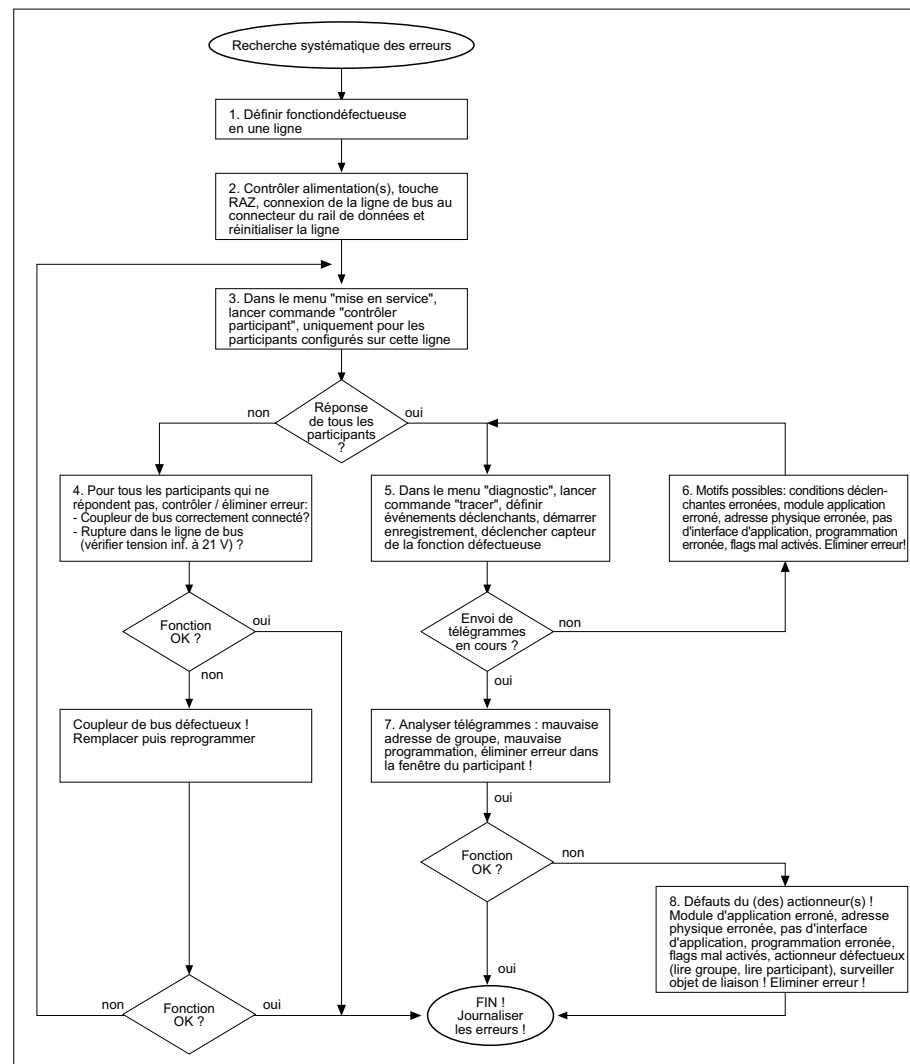 Recherche systématique des erreurs
1. Définir fonctiondéfectueuse
en une ligne
2. Contrôler alimentation(s), touche
RAZ, connexion de la ligne de bus au
connecteur du rail de données et
réinitialiser la ligne
3. Dans le menu "mise en service",
lancer commande "contrôler
participant", uniquement pour les
participants configurés sur cette ligne
non
Réponse
de tous les
participants
?
oui
4. Pour tous les participants qui ne
répondent pas, contrôler / éliminer erreur:
- Coupleur de bus correctement connecté?
- Rupture dans le ligne de bus
(vérifier tension inf. à 21 V) ?
5. Dans le menu "diagnostic", lancer
commande "tracer", définir
événements déclenchants, démarrer
enregistrement, déclencher capteur
de la fonction défectueuse
6. Motifs possibles: conditions déclen-
chantes erronées, module application
erroné, adresse physique erronée, pas
d'interface d'application, programmation
erronée, flags mal activés. Eliminer erreur!
Fonction
OK ?
oui
non
Envoi de
télégrammes
en cours ?
non
oui
Coupleur de bus défectueux !
Remplacer puis reprogrammer
7. Analyser télégrammes : mauvaise
adresse de groupe, mauvaise
programmation, éliminer erreur dans
la fenêtre du participant !
oui
Fonction
OK ?
non
oui
8. Défauts du (des) actionneur(s) !
Module d'application erroné, adresse
physique erronée, pas d'interface
d'application, programmation erronée,
flags mal activés, actionneur défectueux
(lire groupe, lire participant), surveiller
objet de liaison ! Eliminer erreur !
non
Fonction
OK ?
oui
FIN !
Journaliser
les erreurs !